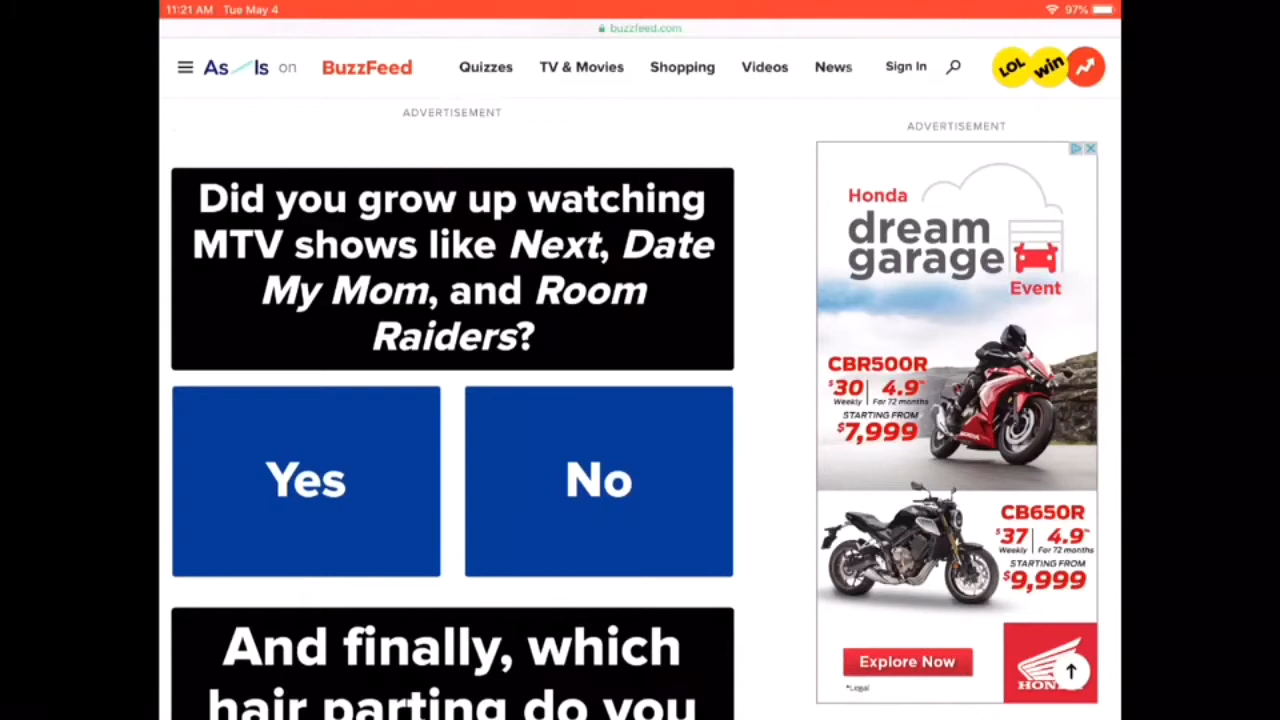 11:21 AM Tue May 4
97%
buzzfeed.com
As/Is on BuzzFeed Quizzes TV & Movies Shopping Videos News Sign In LOL win
ADVERTISEMENT
Did you grow up watching
MTV shows like Next, Date
My Mom, and Room
Raiders?
Yes No
And finally, which
hair parting do you
ADVERTISEMENT
Honda
dream
garage
Event
CBR500R
$30 4.9%
Weekly For 72 months
STARTING FROM
$7,999
CB650R
$37 4.9%
Weekly For 72 months
STARTING FROM
$9,999
Explore Now
*Legal